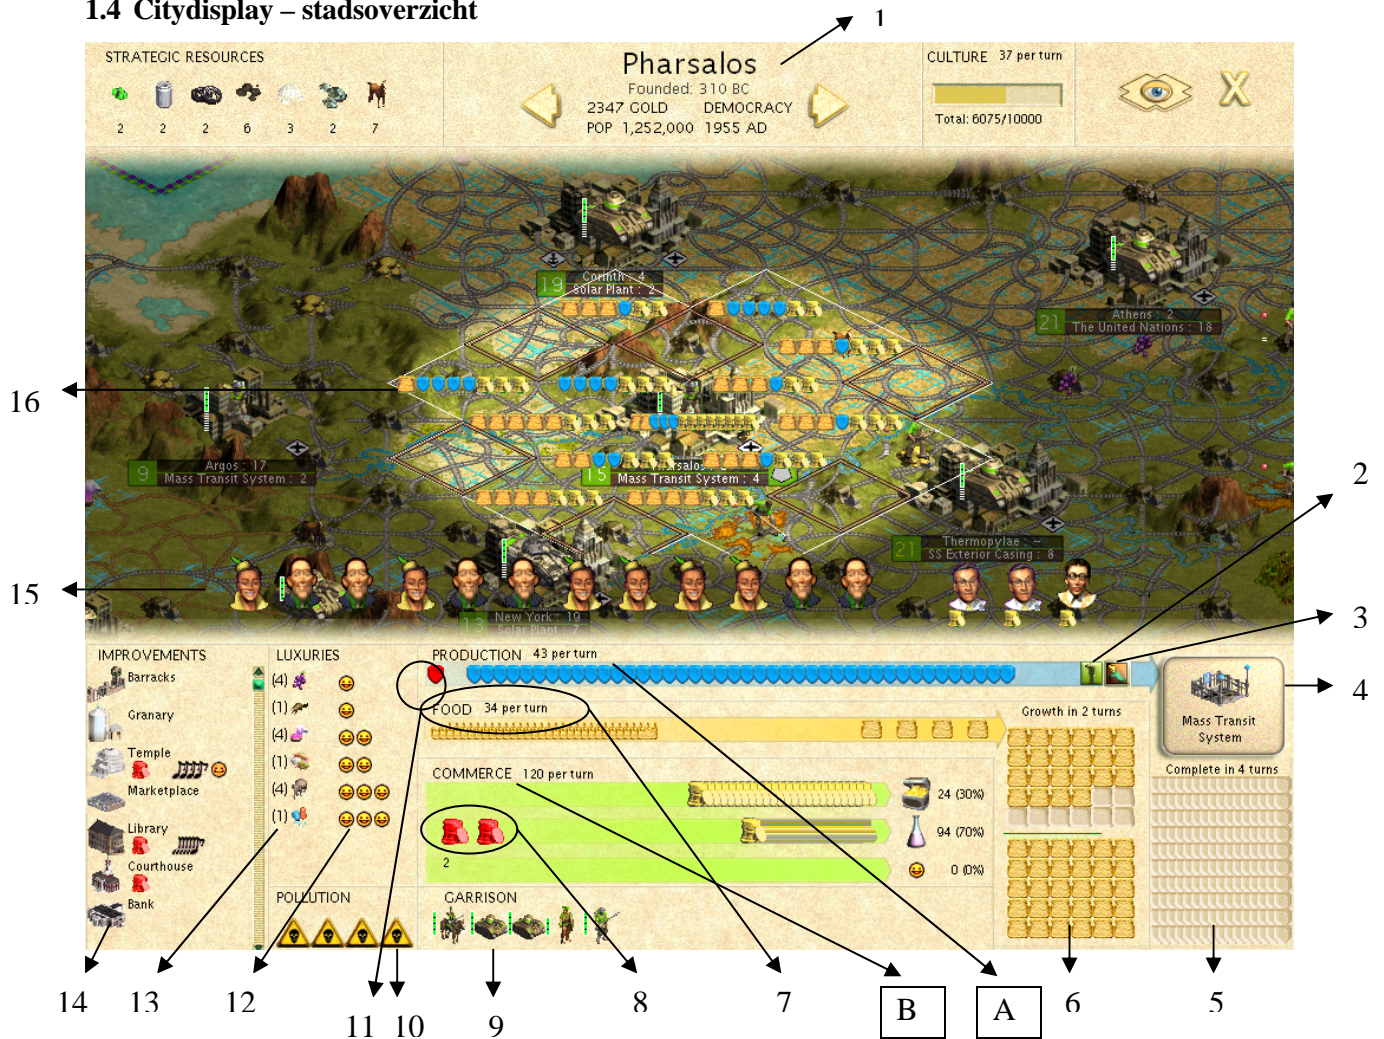 1.4 Citydisplay – stadsoverzicht
1
STRATEGIC RESOURCES
2 2 2 6 3 2 7
Pharsalos
Founded: 310 BC
2347 GOLD DEMOCRACY
POP 1,252,000 1955 AD
CULTURE 37 per turn
Total: 6075/10000
X
19 Corinth : 4
Solar Plant : 2
21 Athens : 2
The United Nations : 18
16
9 Argos : 17
Mass Transit System : 2
15
Mass Transit System : 4
2
21 Thermopylae : --
SS Exterior Casing : 8
15
13 New York : 19
Solar Plant : 7
3
IMPROVEMENTS
Barracks
Granary
Temple
Marketplace
Library
Courthouse
Bank
LUXURIES
(4)
(1)
(4)
(1)
(4)
(1)
POLLUTION
PRODUCTION 43 per turn
FOOD 34 per turn
COMMERCE 120 per turn
24 (30%)
94 (70%)
2
0 (0%)
GARRISON
Growth in 2 turns
4
Mass Transit
System
Complete in 4 turns
14 13 12 11 10 9 8 7 B A 6 5